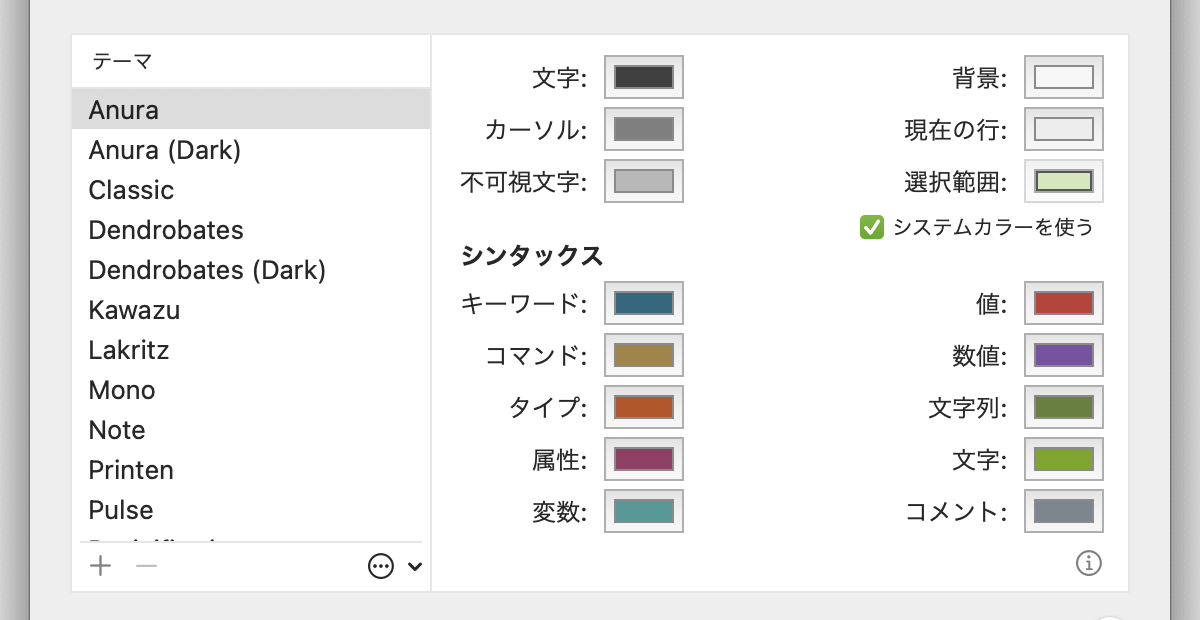 テーマ
Anura
Anura (Dark)
Classic
Dendrobates
Dendrobates (Dark)
Kawazu
Lakritz
Mono
Note
Printen
Pulse
文字:
背景:
カーソル:
現在の行:
不可視文字:
選択範囲:
システムカラーを使う
シンタックス
キーワード:
値:
コマンド:
数値:
タイプ:
文字列:
属性:
文字:
変数:
コメント: